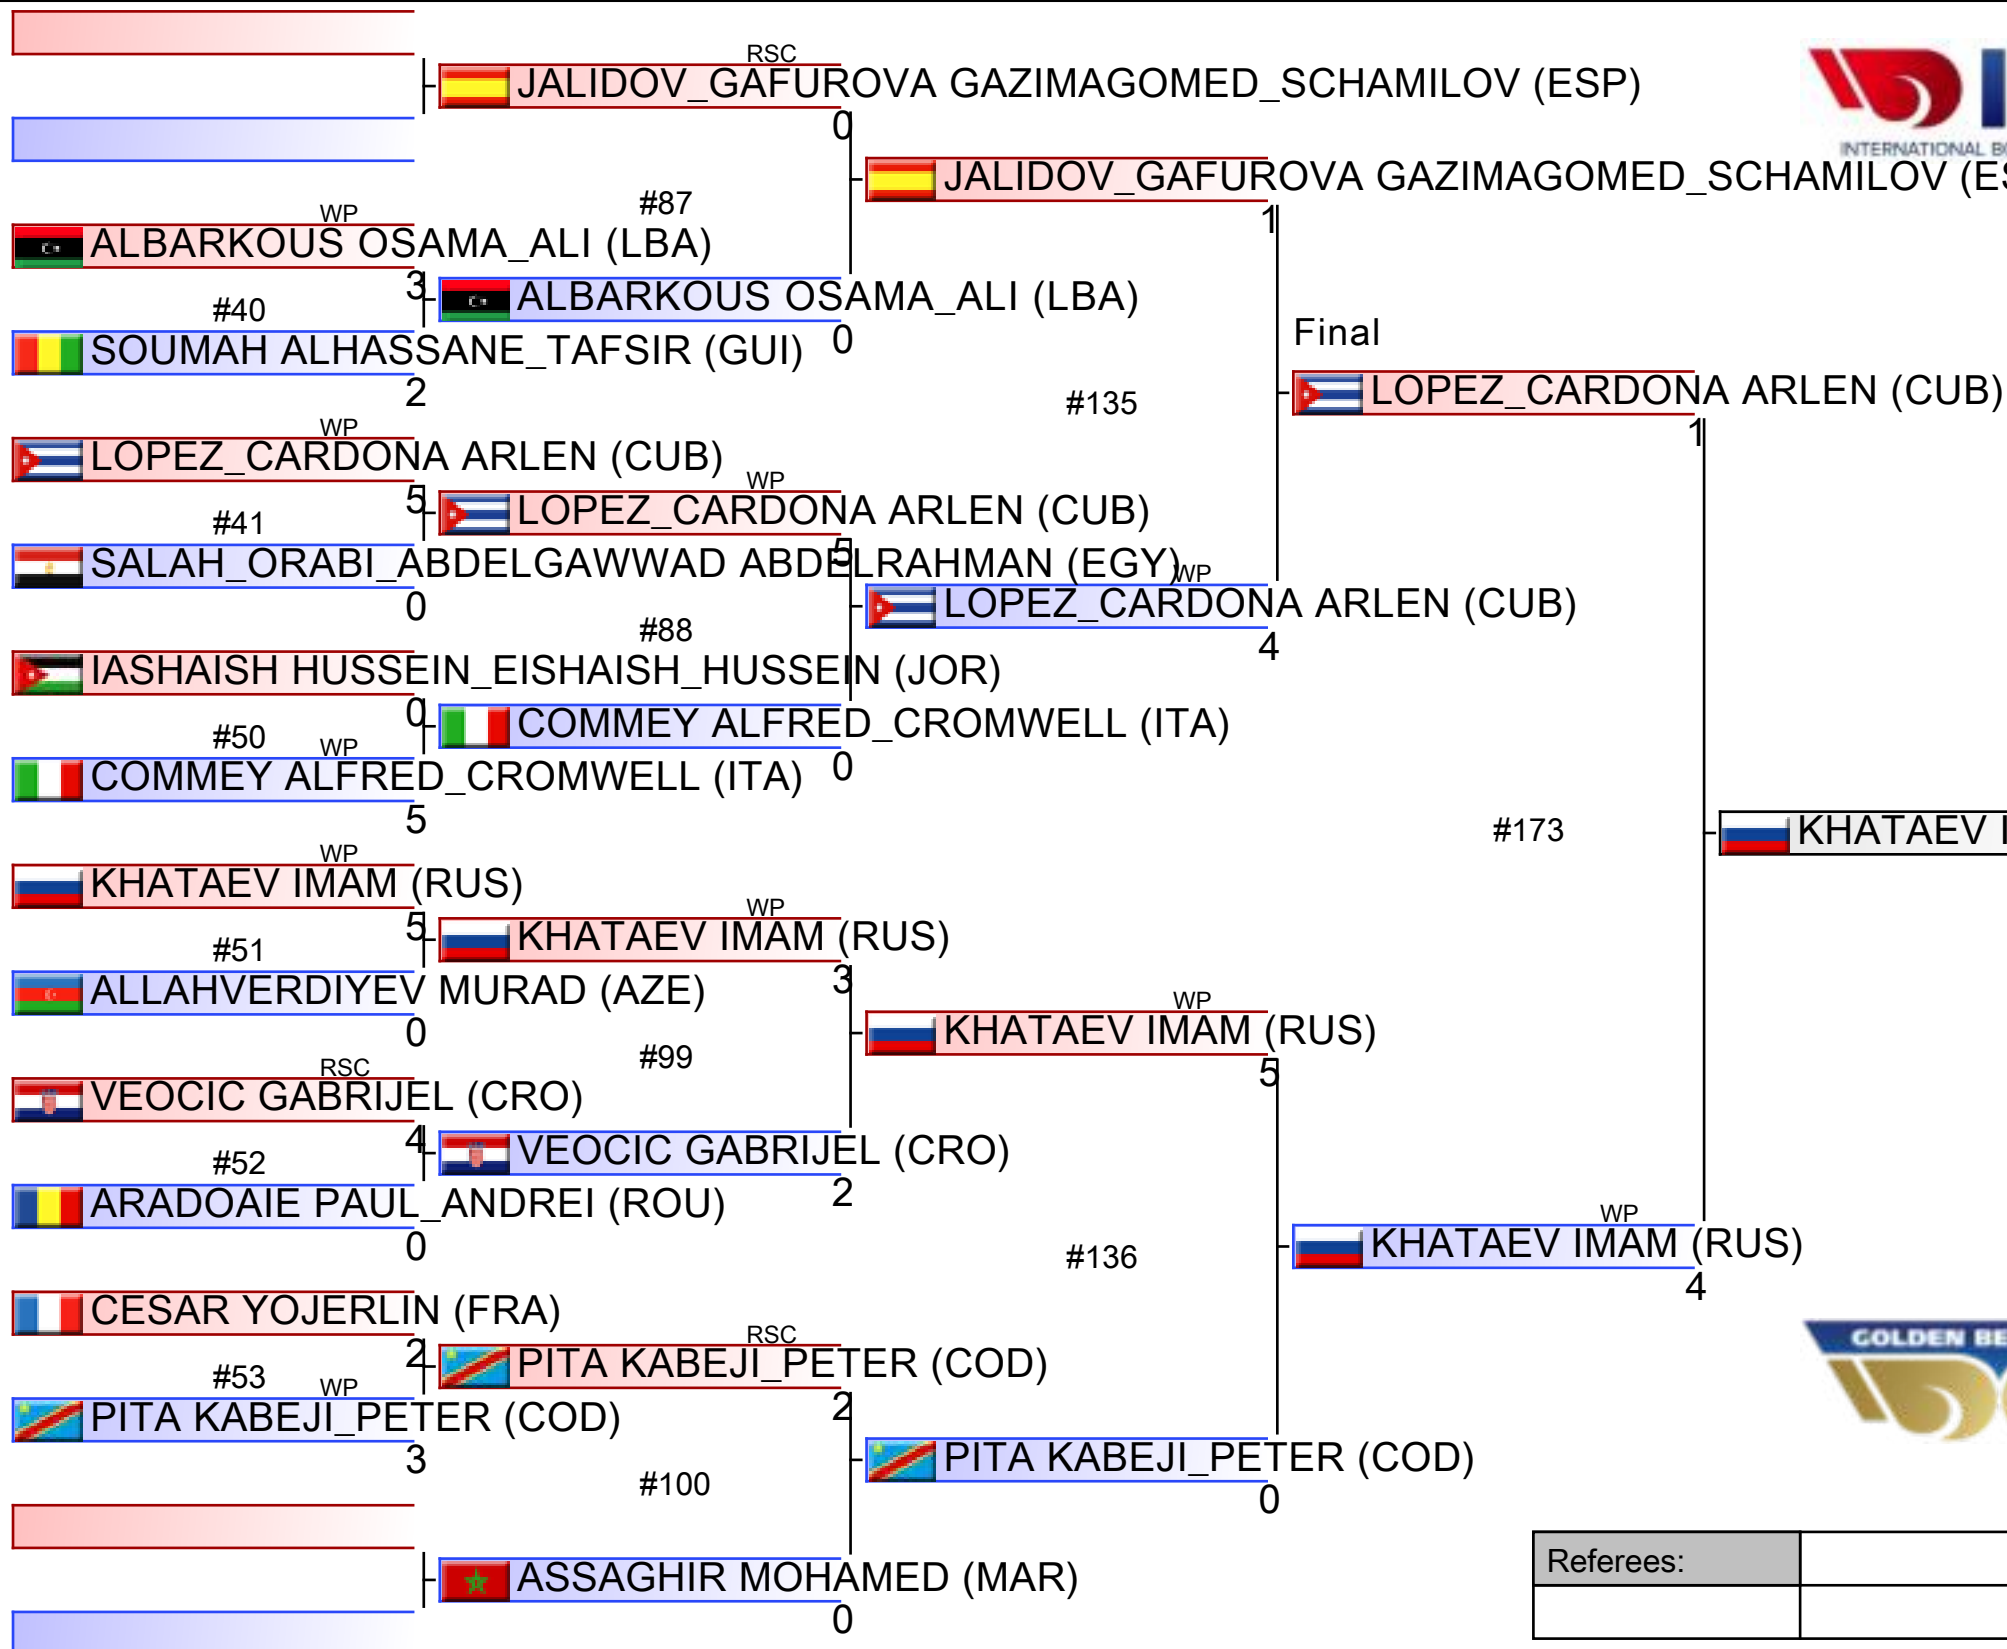 RSC
JALIDOV_GAFUROVA GAZIMAGOMED_SCHAMILOV (ESP)
0
INTERNATIONAL
JALIDOV_GAFUROVA GAZIMAGOMED_SCHAMILOV
1
#87
WP
ALBARKOUS OSAMA_ALI (LBA)
3
ALBARKOUS OSAMA_ALI (LBA)
0
#40
SOUMAH ALHASSANE_TAFSIR (GUI)
2
Final
LOPEZ_CARDONA ARLEN (CUB)
1
#135
WP
LOPEZ_CARDONA ARLEN (CUB)
5
WP
LOPEZ_CARDONA ARLEN (CUB)
5
#41
SALAH_ORABI_ABDELGAWWAD ABDELRAHMAN (EGY)
0
WP
LOPEZ_CARDONA ARLEN (CUB)
4
#88
IASHAISH HUSSEIN_EISHAISH_HUSSEIN (JOR)
0
COMMEY ALFRED_CROMWELL (ITA)
0
#50
WP
COMMEY ALFRED_CROMWELL (ITA)
5
#173
KHATAEV
WP
KHATAEV IMAM (RUS)
5
WP
KHATAEV IMAM (RUS)
3
#51
ALLAHVERDIYEV MURAD (AZE)
0
WP
KHATAEV IMAM (RUS)
5
#99
RSC
VEOCIC GABRIJEL (CRO)
4
VEOCIC GABRIJEL (CRO)
2
#52
ARADOAIE PAUL_ANDREI (ROU)
0
WP
KHATAEV IMAM (RUS)
4
#136
CESAR YOJERLIN (FRA)
2
RSC
PITA KABEJI_PETER (COD)
2
GOLDEN
#53
WP
PITA KABEJI_PETER (COD)
3
PITA KABEJI_PETER (COD)
0
#100
ASSAGHIR MOHAMED (MAR)
0
Referees: